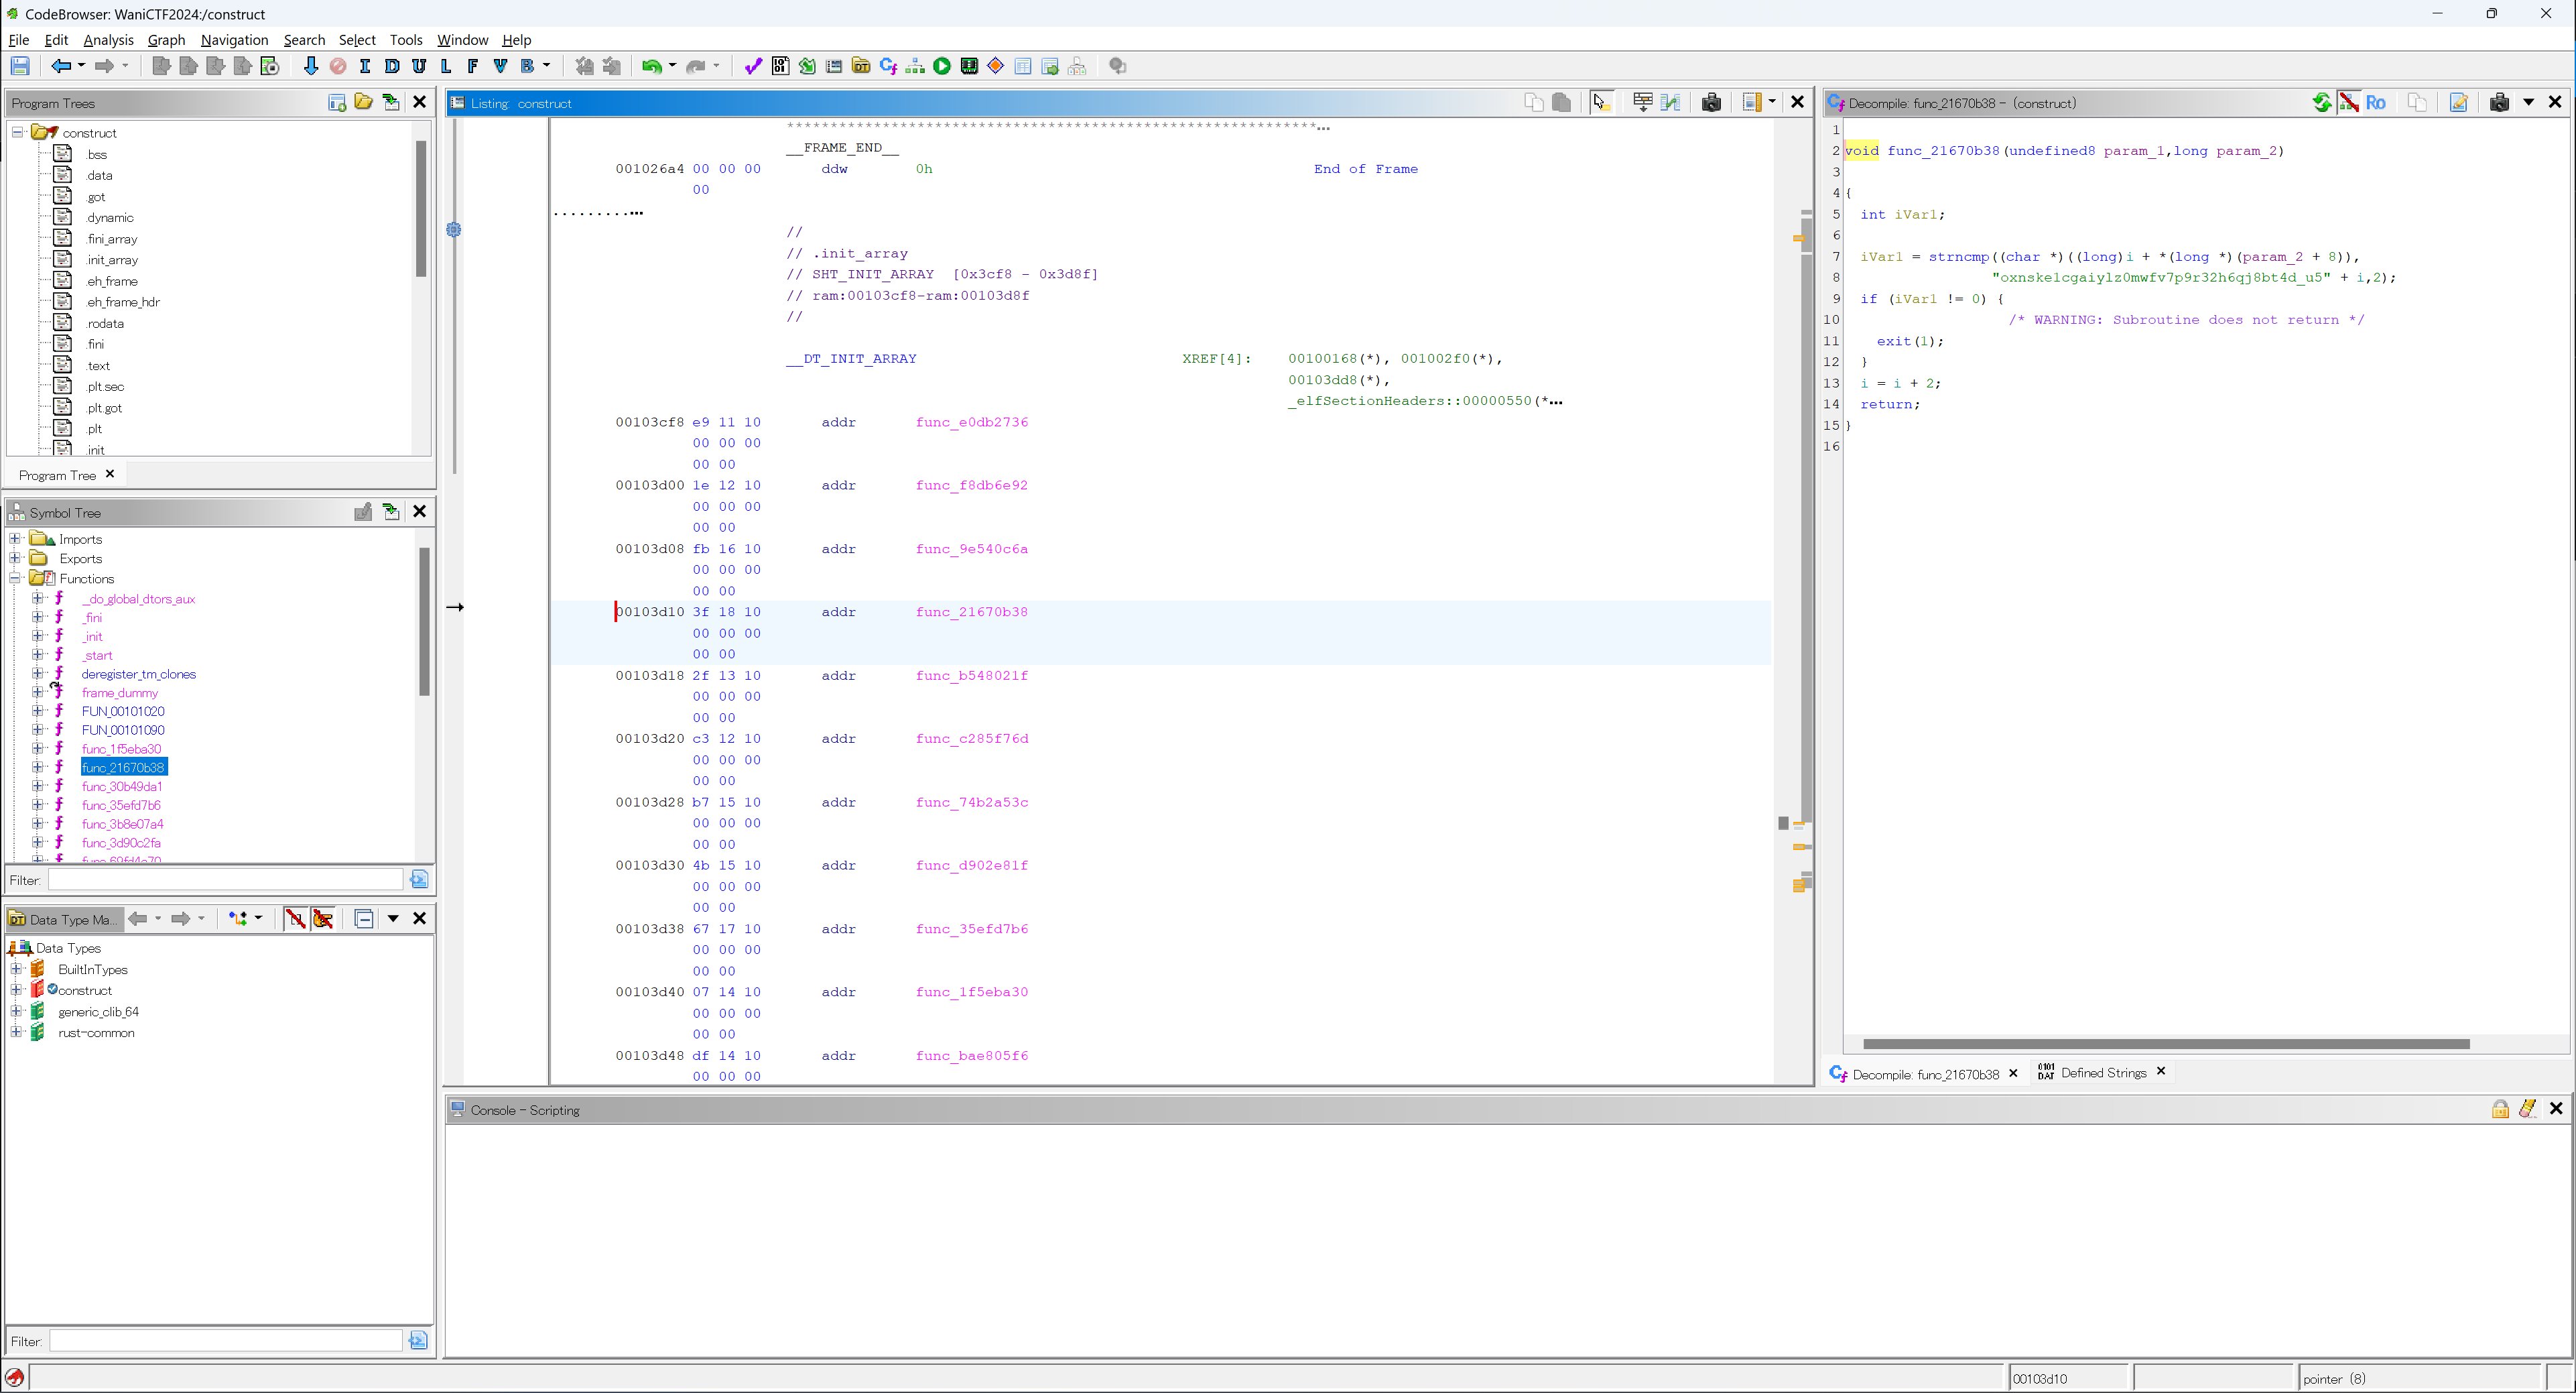 CodeBrowser: WaniCTF2024:/construct
File Edit Analysis Graph Navigation Search Select Tools Window Help
I D U L F V B
Program Trees
construct
.bss
.data
.got
.dynamic
.fini_array
.init_array
.eh_frame
.eh_frame_hdr
.rodata
.fini
.text
.plt.sec
.plt.got
.plt
.init
Program Tree
Symbol Tree
Imports
Exports
Functions
__do_global_dtors_aux
_fini
_init
_start
deregister_tm_clones
frame_dummy
FUN_00101020
FUN_00101090
func_1f5eba30
func_21670b38
func_30b49da1
func_35efd7b6
func_3b8e07a4
func_3d90c2fa
Filter:
Data Type Ma...
Data Types
BuiltInTypes
construct
generic_clib_64
rust-common
Filter:
Listing: construct
************************************************************...
__FRAME_END__
001026a4 00 00 00 ddw 0h End of Frame
00
.........…
//
// .init_array
// SHT_INIT_ARRAY [0x3cf8 - 0x3d8f]
// ram:00103cf8-ram:00103d8f
//
__DT_INIT_ARRAY XREF[4]: 00100168(*), 001002f0(*),
00103dd8(*),
_elfSectionHeaders::00000550(*...
00103cf8 e9 11 10 addr func_e0db2736
00 00 00
00 00
00103d00 1e 12 10 addr func_f8db6e92
00 00 00
00 00
00103d08 fb 16 10 addr func_9e540c6a
00 00 00
00 00
00103d10 3f 18 10 addr func_21670b38
00 00 00
00 00
00103d18 2f 13 10 addr func_b548021f
00 00 00
00 00
00103d20 c3 12 10 addr func_c285f76d
00 00 00
00 00
00103d28 b7 15 10 addr func_74b2a53c
00 00 00
00 00
00103d30 4b 15 10 addr func_d902e81f
00 00 00
00 00
00103d38 67 17 10 addr func_35efd7b6
00 00 00
00 00
00103d40 07 14 10 addr func_1f5eba30
00 00 00
00 00
00103d48 df 14 10 addr func_bae805f6
00 00 00
Decompile: func_21670b38 - (construct)
Ro
1
2 void func_21670b38(undefined8 param_1,long param_2)
3
4 {
5 int iVar1;
6
7 iVar1 = strncmp((char *)((long)i + *(long *)(param_2 + 8)),
8 "oxnske1cgaiylz0mwfv7p9r32h6qj8bt4d_u5" + i,2);
9 if (iVar1 != 0) {
10 /* WARNING: Subroutine does not return */
11 exit(1);
12 }
13 i = i + 2;
14 return;
15 }
16
Decompile: func_21670b38
Defined Strings
Console - Scripting
00103d10
pointer (8)